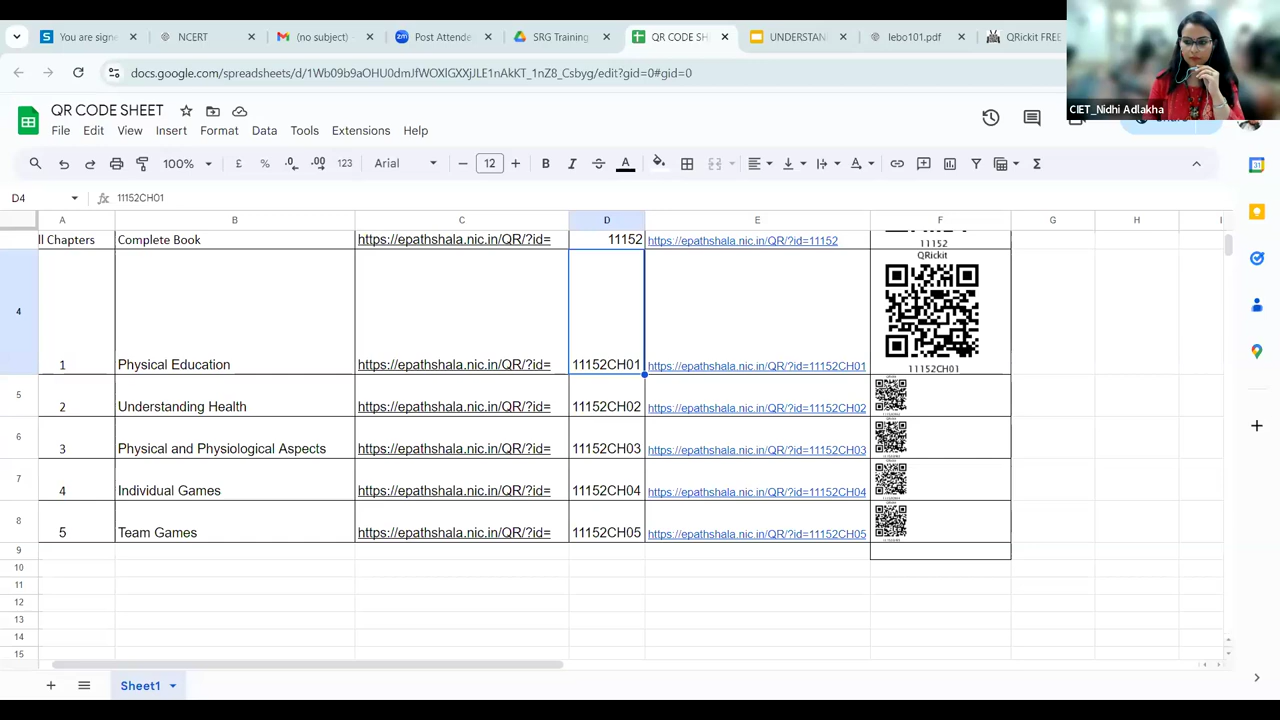 You are signe
NCERT
(no subject) -
Post Attende
SRG Training
QR CODE SH
UNDERSTAN
lebo101.pdf
QRickit FREE
docs.google.com/spreadsheets/d/1Wb09b9aOHU0dmJfWOXlGXXjJLE1nAkKT_1nZ8_Csbyg/edit?gid=0#gid=0
CIET_Nidhi Adlakha
QR CODE SHEET
File Edit View Insert Format Data Tools Extensions Help
100% £ % .0 .00 123 Arial 12 B I S A
D4 fx 11152CH01
A B C D E F G H I
ll Chapters Complete Book https://epathshala.nic.in/QR/?id= 11152 https://epathshala.nic.in/QR/?id=11152 11152
QRickit
4 1 Physical Education https://epathshala.nic.in/QR/?id= 11152CH01 https://epathshala.nic.in/QR/?id=11152CH01 11152CH01
5 2 Understanding Health https://epathshala.nic.in/QR/?id= 11152CH02 https://epathshala.nic.in/QR/?id=11152CH02
6 3 Physical and Physiological Aspects https://epathshala.nic.in/QR/?id= 11152CH03 https://epathshala.nic.in/QR/?id=11152CH03
7 4 Individual Games https://epathshala.nic.in/QR/?id= 11152CH04 https://epathshala.nic.in/QR/?id=11152CH04
8 5 Team Games https://epathshala.nic.in/QR/?id= 11152CH05 https://epathshala.nic.in/QR/?id=11152CH05
9
10
11
12
13
14
15
Sheet1